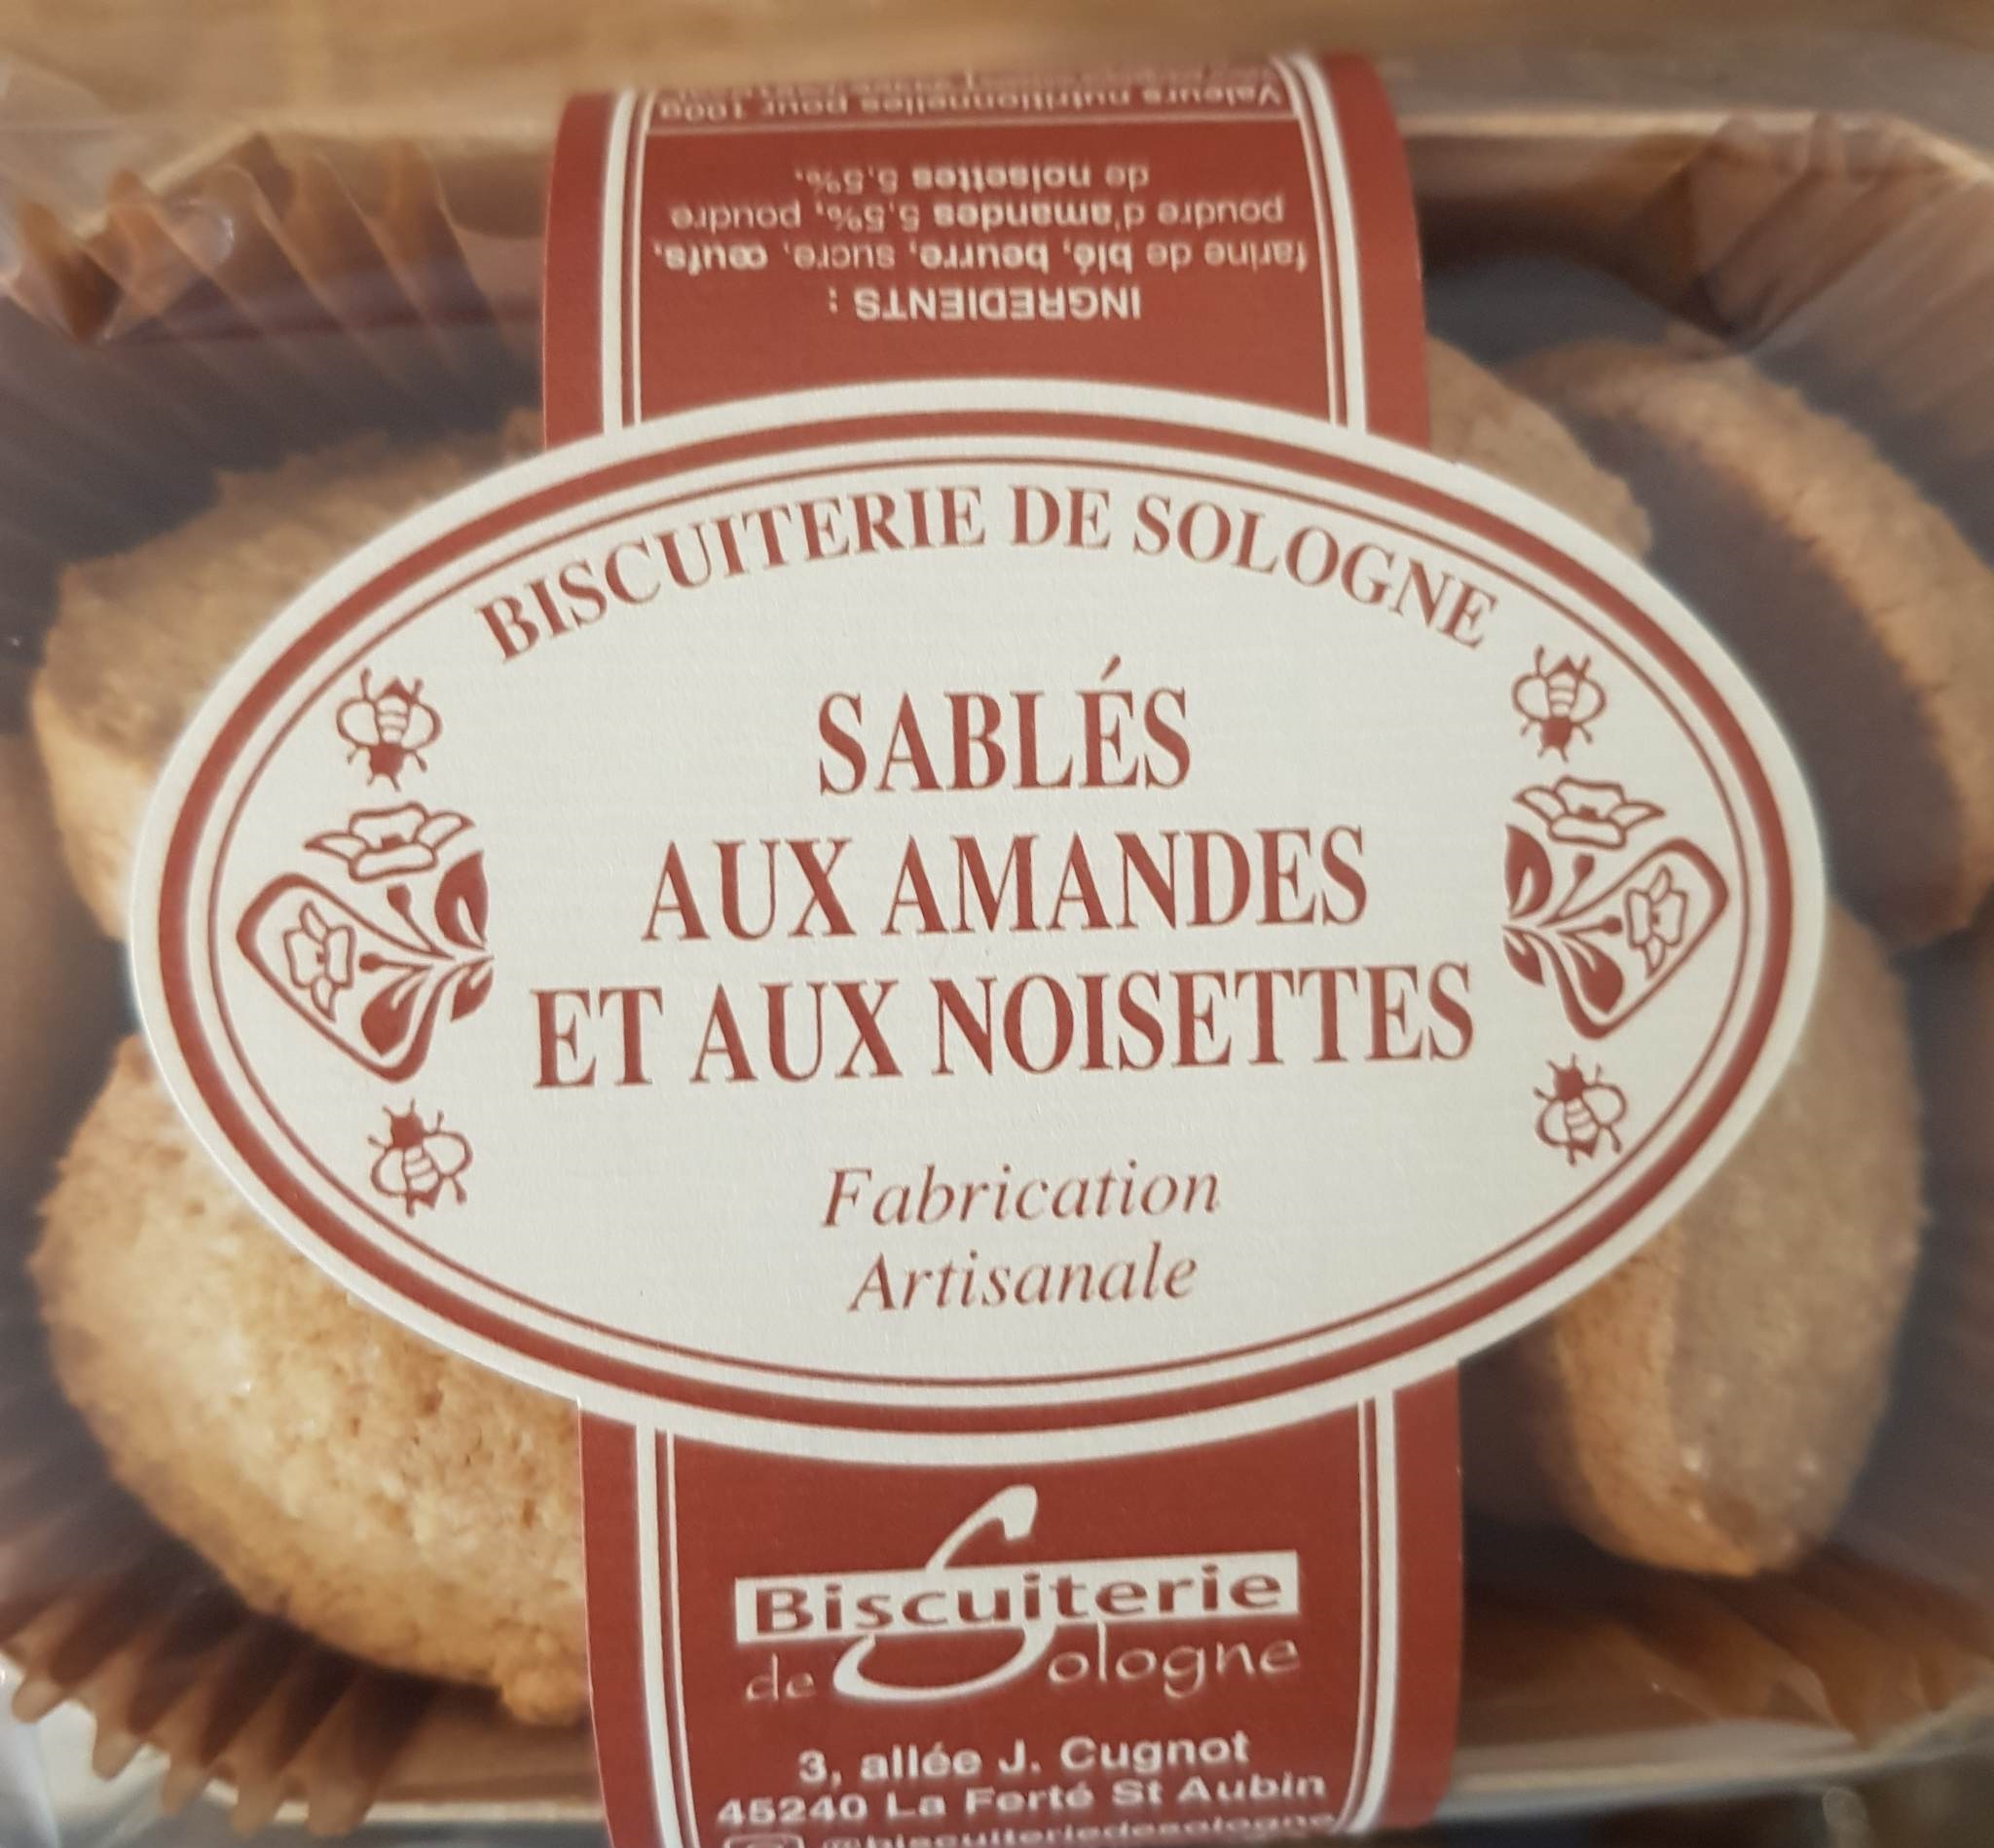 Valeurs nutritionnelles pour 100g
INGREDIENTS :
farine de blé, beurre, sucre, œufs,
poudre d'amandes 5,5%, poudre
de noisettes 5,5%.
BISCUITERIE DE SOLOGNE
SABLÉS
AUX AMANDES
ET AUX NOISETTES
Fabrication
Artisanale
Biscuiterie
de Sologne
3, allée J. Cugnot
45240 La Ferté St Aubin
@biscuiteriedesologne